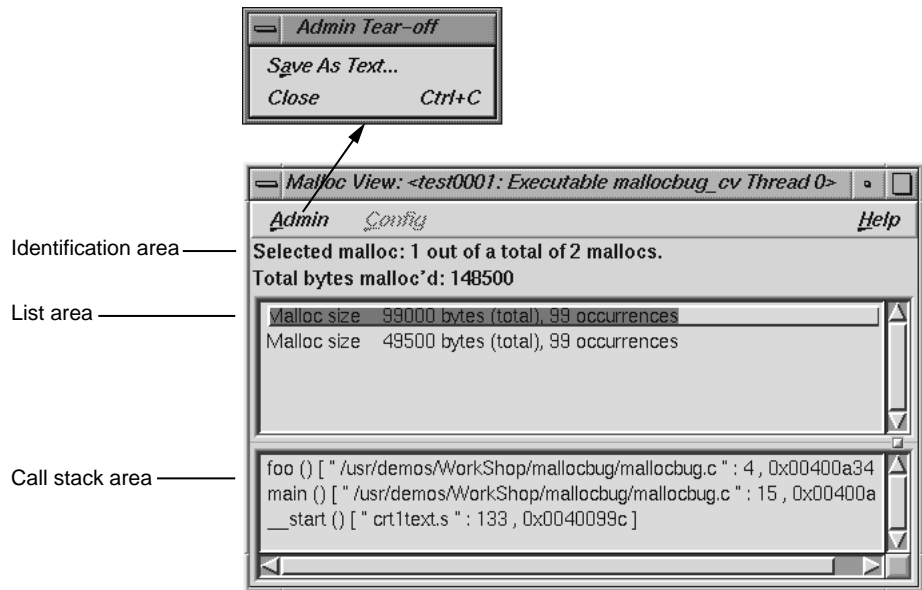 Admin Tear-off
Save As Text...
Close Ctrl+C
Malloc View: <test0001: Executable mallocbug_cv Thread 0>
Admin Config Help
Identification area
Selected malloc: 1 out of a total of 2 mallocs.
Total bytes malloc'd: 148500
List area
Malloc size 99000 bytes (total), 99 occurrences
Malloc size 49500 bytes (total), 99 occurrences
Call stack area
foo () [ " /usr/demos/WorkShop/mallocbug/mallocbug.c " : 4 , 0x00400a34
main () [ " /usr/demos/WorkShop/mallocbug/mallocbug.c " : 15 , 0x00400a
__start () [ " crt1text.s " : 133 , 0x0040099c ]